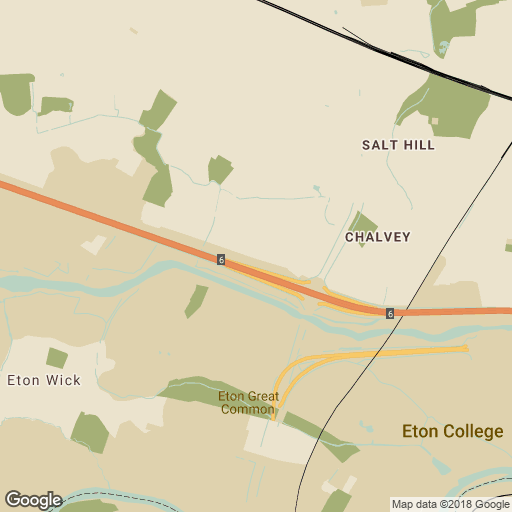 SALT HILL
CHALVEY
6
6
Eton Wick
Eton Great
Common
Eton College
Google
Map data ©2018 Google